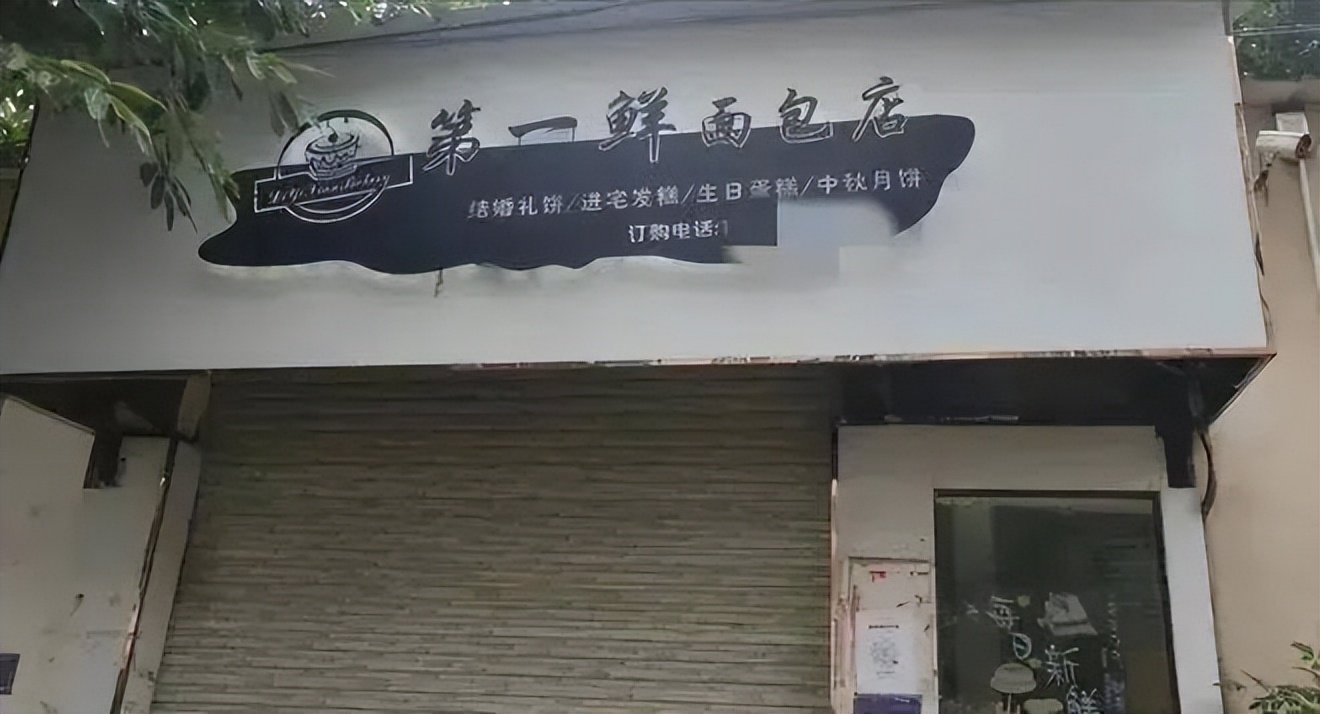 第一鲜面包店
结婚礼饼/进宅发糕/生日蛋糕/中秋月饼
订购电话:
每日新鲜